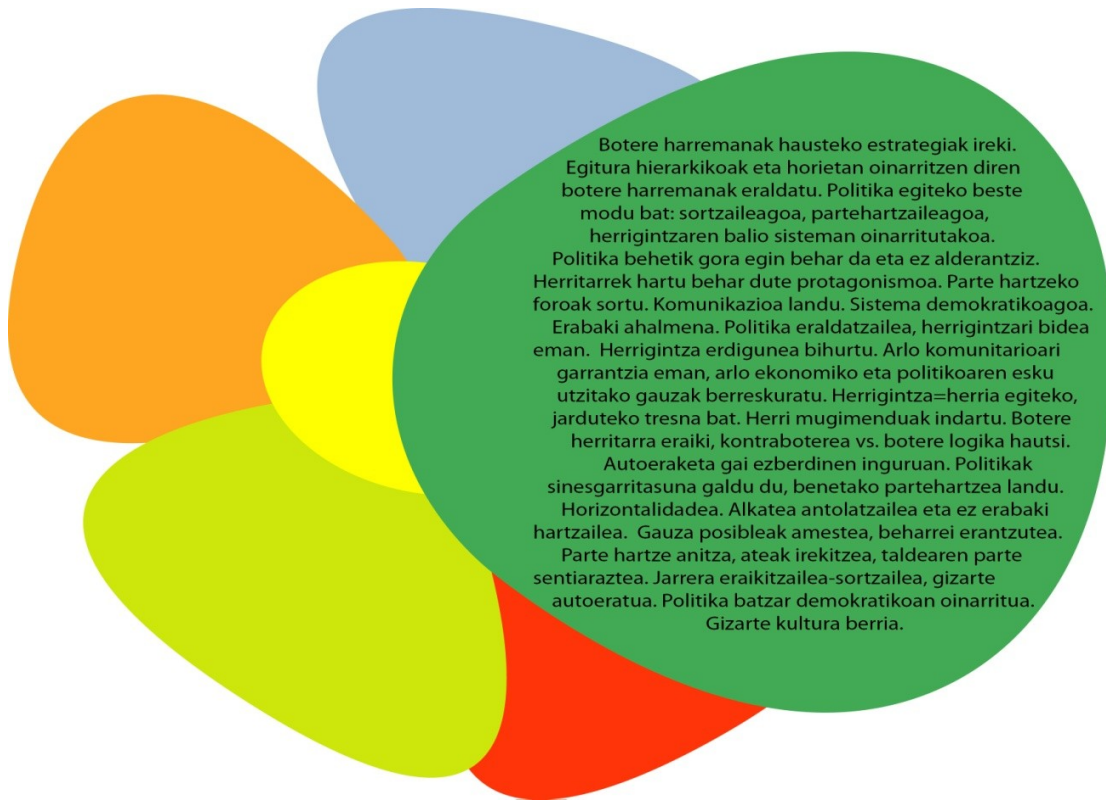 Botere harremanak hausteko estrategiak ireki.
Egitura hierarkikoak eta horietan oinarritzen diren
botere harremanak eraldatu. Politika egiteko beste
modu bat: sortzaileagoa, partehartzaileagoa,
herrigintzaren balio sisteman oinarritutakoa.
Politika behetik gora egin behar da eta ez alderantziz.
Herritarrek hartu behar dute protagonismoa. Parte hartzeko
foroak sortu. Komunikazioa landu. Sistema demokratikoagoa.
Erabaki ahalmena. Politika eraldatzailea, herrigintzari bidea
eman. Herrigintza erdigunea bihurtu. Arlo komunitarioari
garrantzia eman, arlo ekonomiko eta politikoaren esku
utzitako gauzak berreskuratu. Herrigintza=herria egiteko,
jarduteko tresna bat. Herri mugimenduak indartu. Botere
herritarra eraiki, kontraboterea vs. botere logika hautsi.
Autoeraketa gai ezberdinen inguruan. Politikak
sinesgarritasuna galdu du, benetako partehartzea landu.
Horizontalidadea. Alkatea antolatzailea eta ez erabaki
hartzailea. Gauza posibleak amestea, beharrei erantzutea.
Parte hartze anitza, ateak irekitzea, taldearen parte
sentiaraztea. Jarrera eraikitzailea-sortzailea, gizarte
autoeratua. Politika batzar demokratikoan oinarritua.
Gizarte kultura berria.